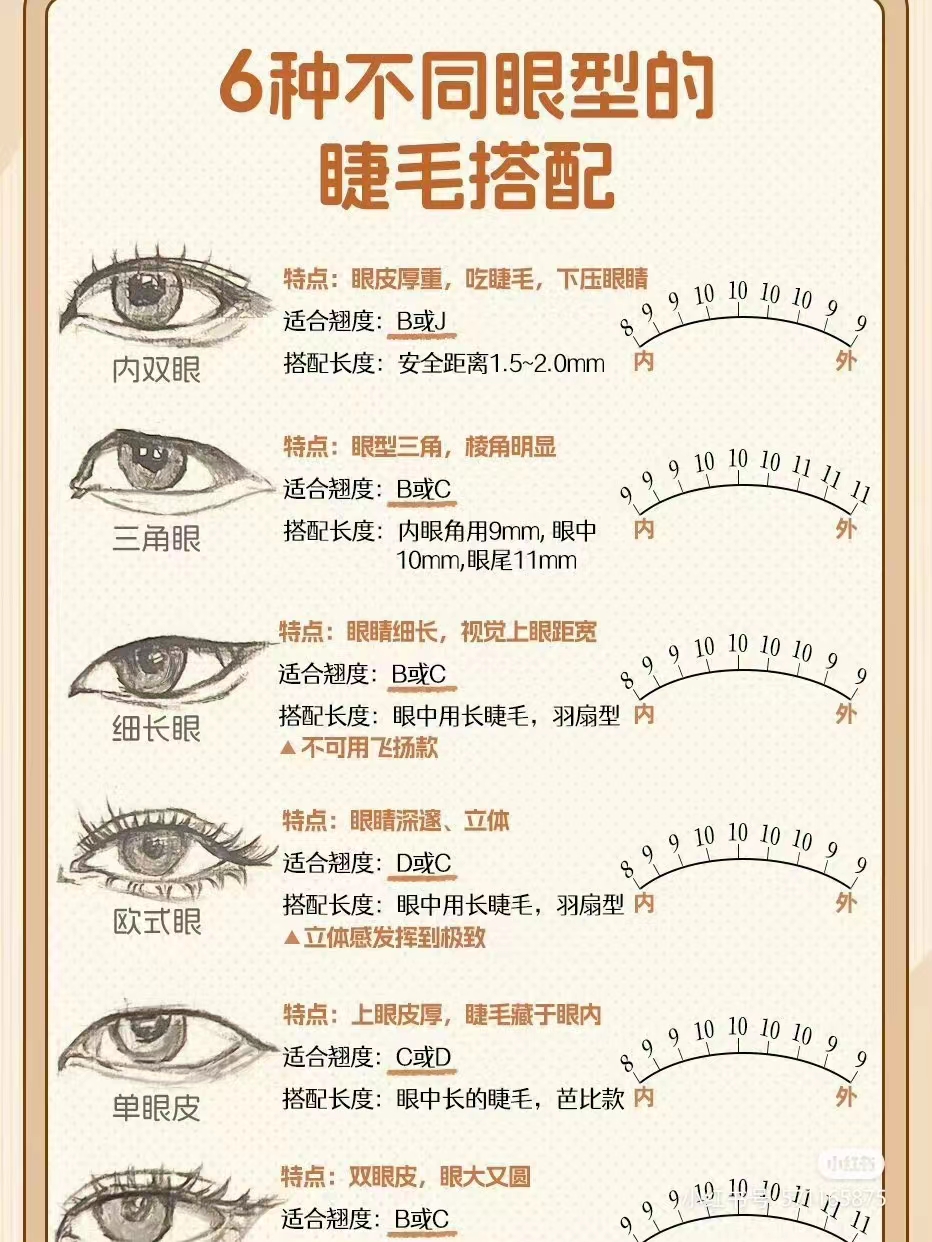 6种不同眼型的
睫毛搭配
特点：眼皮厚重，吃睫毛，下压眼睛
适合翘度：B或J
搭配长度：安全距离1.5~2.0mm
内双眼
8 9 9 10 10 10 10 9 9
内 外
特点：眼型三角，棱角明显
适合翘度：B或C
搭配长度：内眼角用9mm, 眼中
10mm,眼尾11mm
三角眼
9 9 9 10 10 10 11 11 11
内 外
特点：眼睛细长，视觉上眼距宽
适合翘度：B或C
搭配长度：眼中用长睫毛，羽扇型
▲不可用飞扬款
细长眼
8 9 9 10 10 10 10 9 9
内 外
特点：眼睛深邃、立体
适合翘度：D或C
搭配长度：眼中用长睫毛，羽扇型
▲立体感发挥到极致
欧式眼
8 9 9 10 10 10 10 9 9
内 外
特点：上眼皮厚，睫毛藏于眼内
适合翘度：C或D
搭配长度：眼中长的睫毛，芭比款
单眼皮
8 9 9 10 10 10 10 9 9
内 外
特点：双眼皮，眼大又圆
适合翘度：B或C
9 9 9 10 10 10 11 11 11
小红书